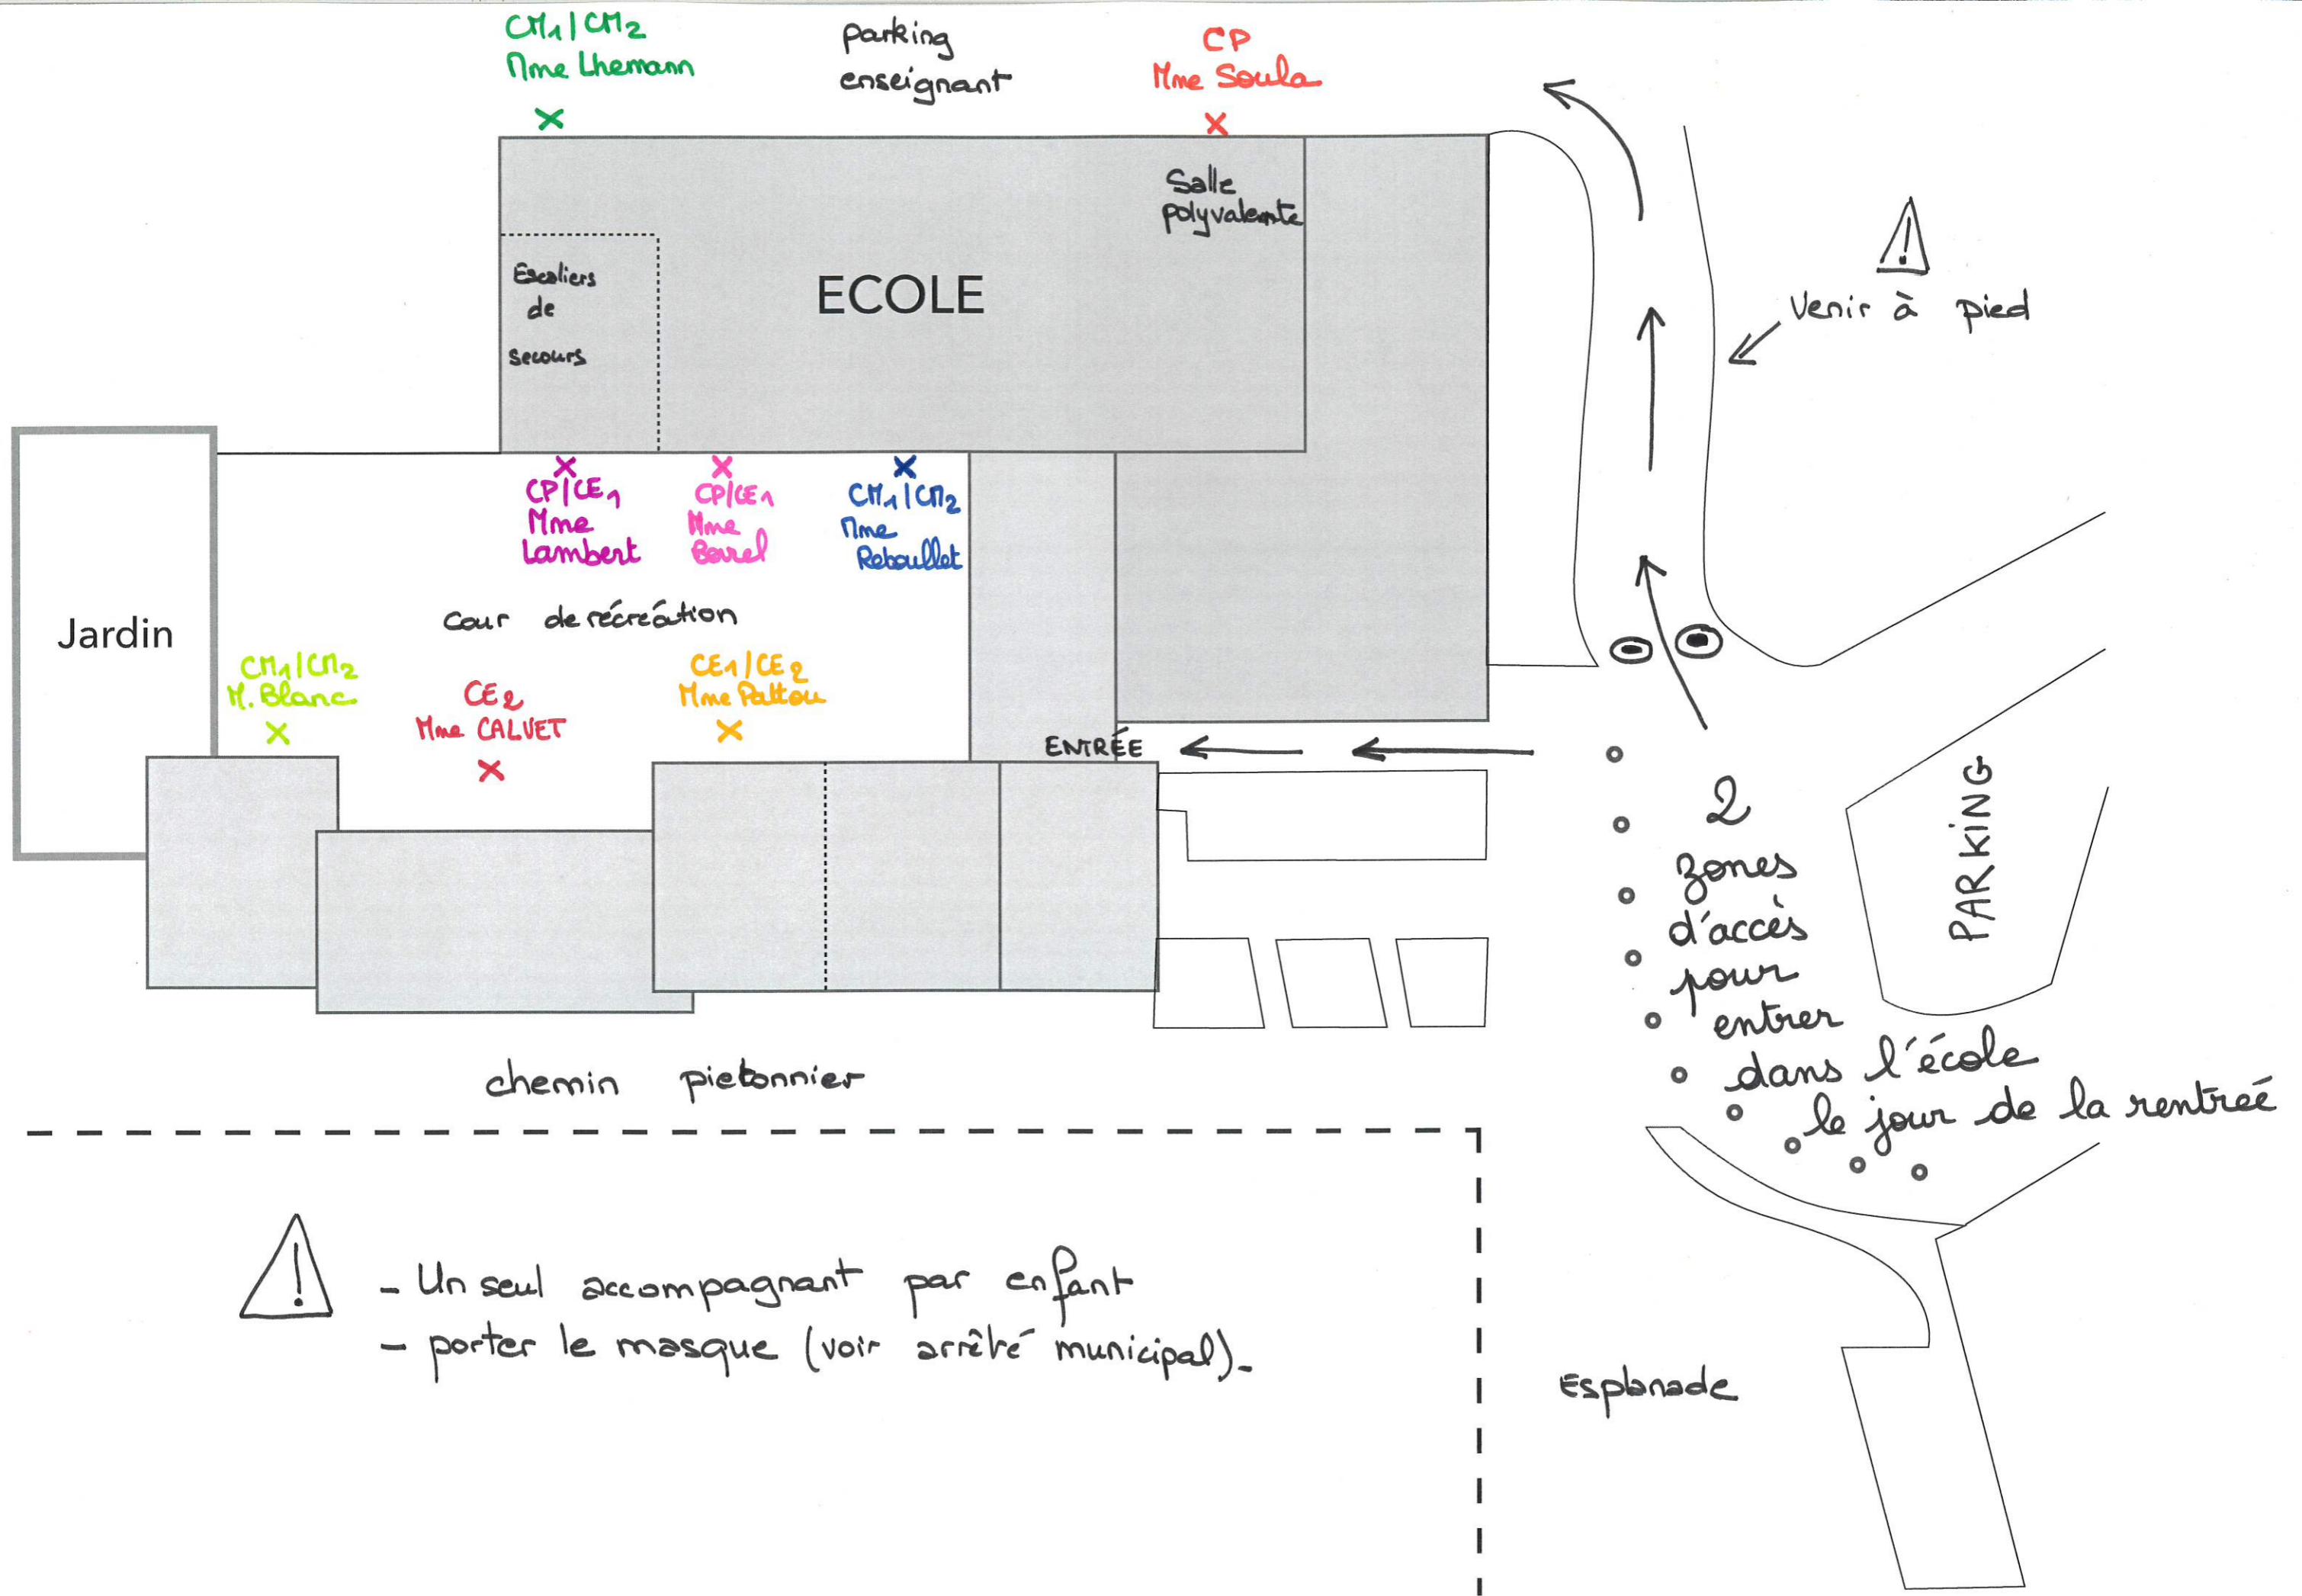 CM1/CM2
Mme Lhemann
parking
enseignant
CP
Mme Soula
Salle
polyvalente
Escaliers
de
secours
ECOLE
Venir à pied
CP/CE1
Mme
Lambert
CP/CE1
Mme
CM1/CM2
Mme
Reboullet
cour de récréation
Jardin
CM1/CM2
M. Blanc
CE2
Mme CALVET
CE1/CE2
Mme Pattou
ENTRÉE
2
zones
d'accès
pour
entrer
dans l'école
le jour de la rentréé
PARKING
chemin pietonnier
- Un seul accompagnant par enfant
- porter le masque (voir arrêté municipal)-
Esplanade